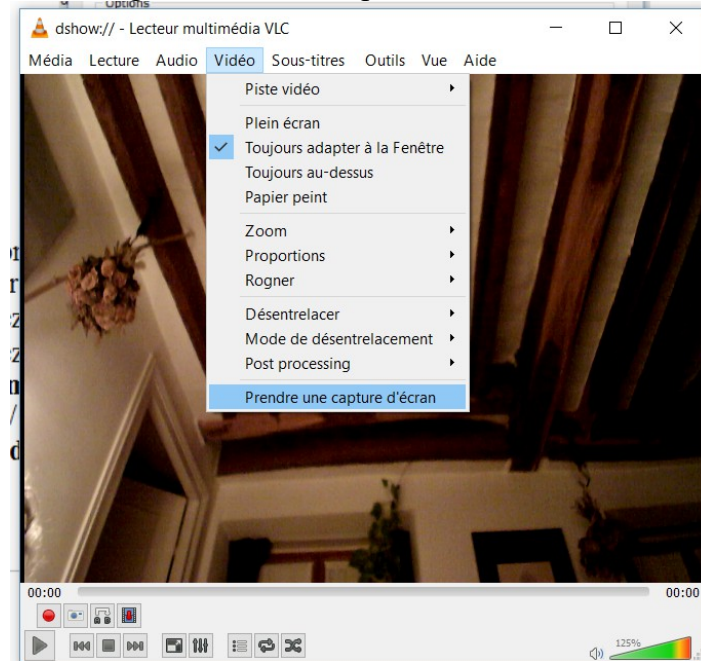 Options
dshow:// - Lecteur multimédia VLC
Média Lecture Audio Vidéo Sous-titres Outils Vue Aide
Piste vidéo
Plein écran
Toujours adapter à la Fenêtre
Toujours au-dessus
Papier peint
Zoom
Proportions
Rogner
Désentrelacer
Mode de désentrelacement
Post processing
Prendre une capture d'écran
00:00 00:00
125%